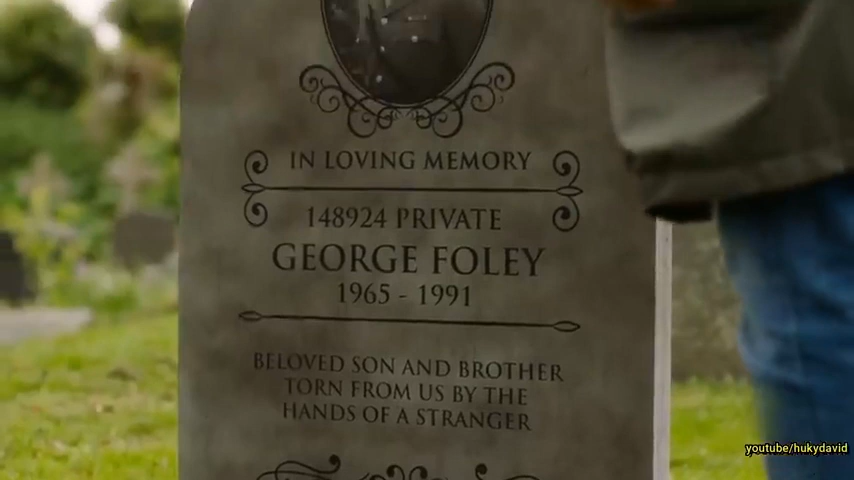 IN LOVING MEMORY
148924 PRIVATE
GEORGE FOLEY
1965 - 1991
BELOVED SON AND BROTHER
TORN FROM US BY THE
HANDS OF A STRANGER
youtube/hukydavid